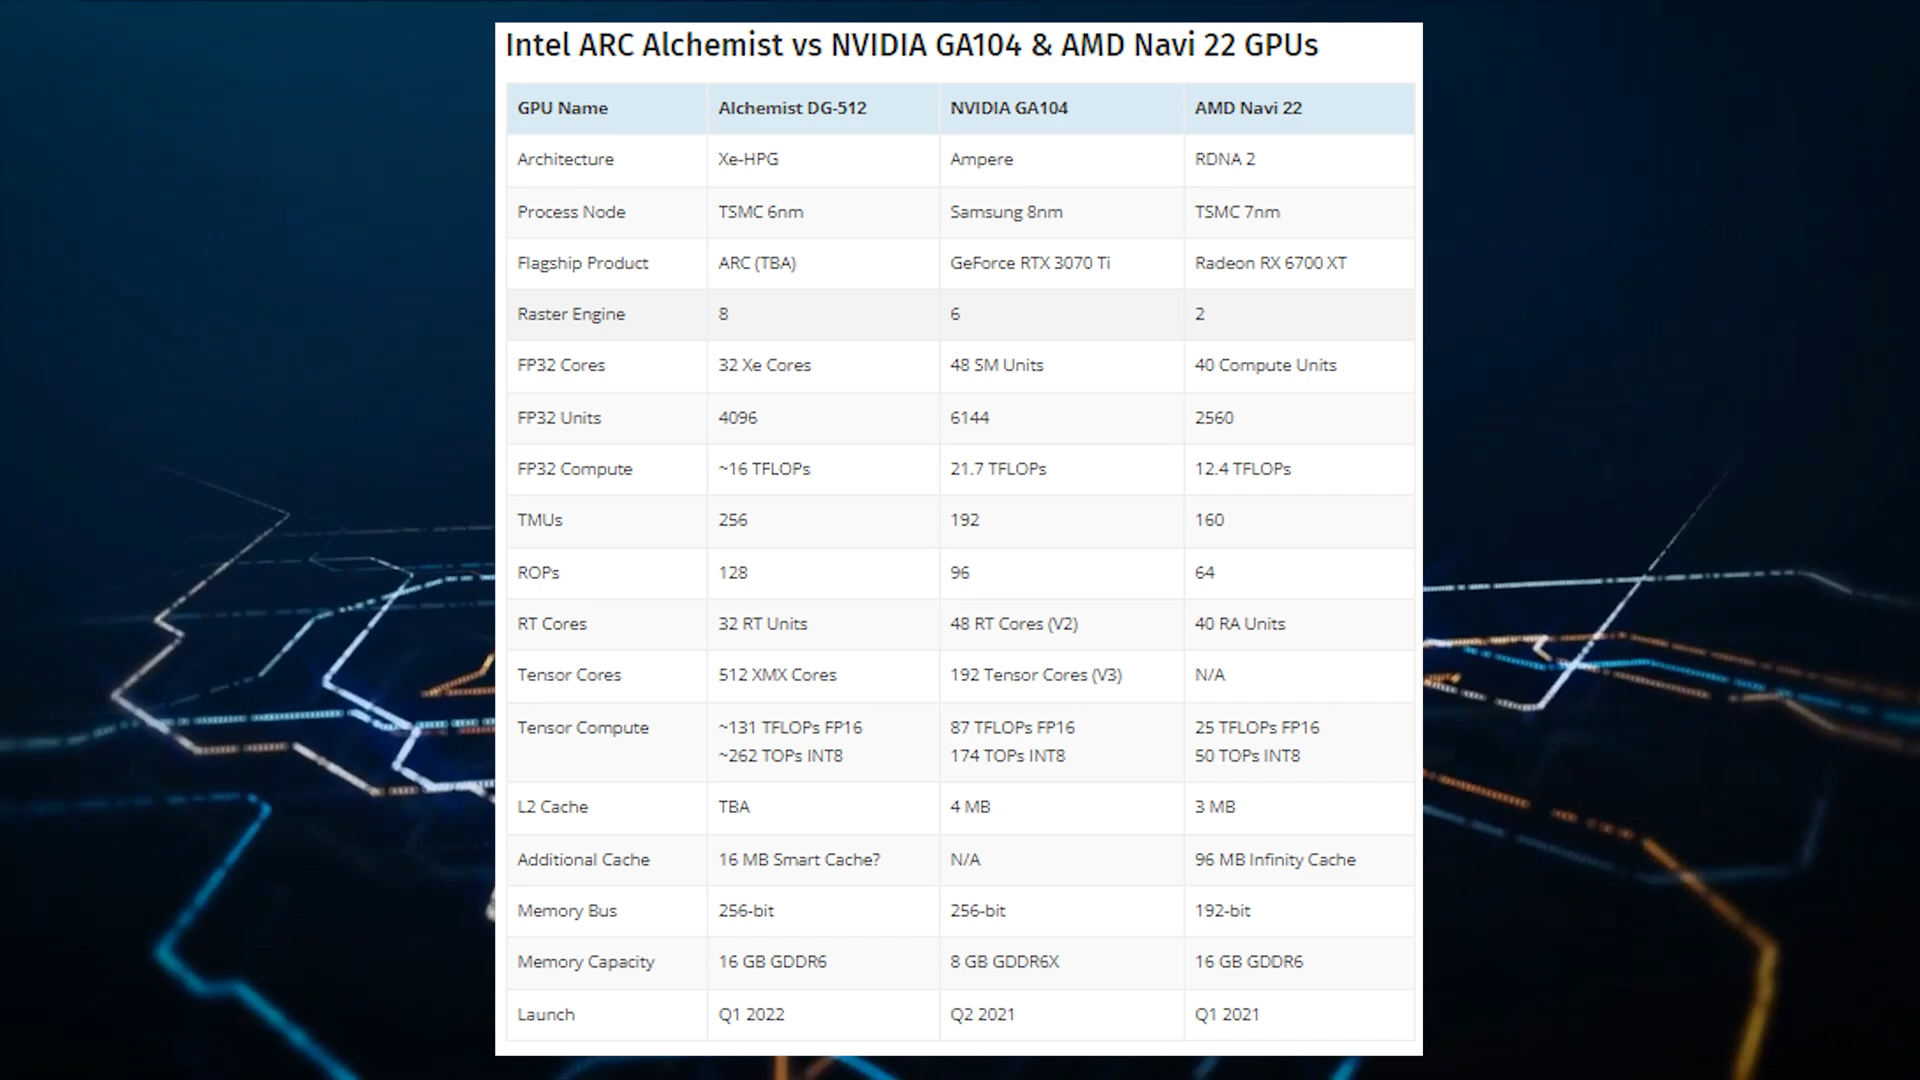 Intel ARC Alchemist vs NVIDIA GA104 & AMD Navi 22 GPUs
GPU Name Alchemist DG-512 NVIDIA GA104 AMD Navi 22
Architecture Xe-HPG Ampere RDNA 2
Process Node TSMC 6nm Samsung 8nm TSMC 7nm
Flagship Product ARC (TBA) GeForce RTX 3070 Ti Radeon RX 6700 XT
Raster Engine 8 6 2
FP32 Cores 32 Xe Cores 48 SM Units 40 Compute Units
FP32 Units 4096 6144 2560
FP32 Compute ~16 TFLOPs 21.7 TFLOPs 12.4 TFLOPs
TMUs 256 192 160
ROPs 128 96 64
RT Cores 32 RT Units 48 RT Cores (V2) 40 RA Units
Tensor Cores 512 XMX Cores 192 Tensor Cores (V3) N/A
Tensor Compute ~131 TFLOPs FP16 87 TFLOPs FP16 25 TFLOPs FP16
~262 TOPs INT8 174 TOPs INT8 50 TOPs INT8
L2 Cache TBA 4 MB 3 MB
Additional Cache 16 MB Smart Cache? N/A 96 MB Infinity Cache
Memory Bus 256-bit 256-bit 192-bit
Memory Capacity 16 GB GDDR6 8 GB GDDR6X 16 GB GDDR6
Launch Q1 2022 Q2 2021 Q1 2021